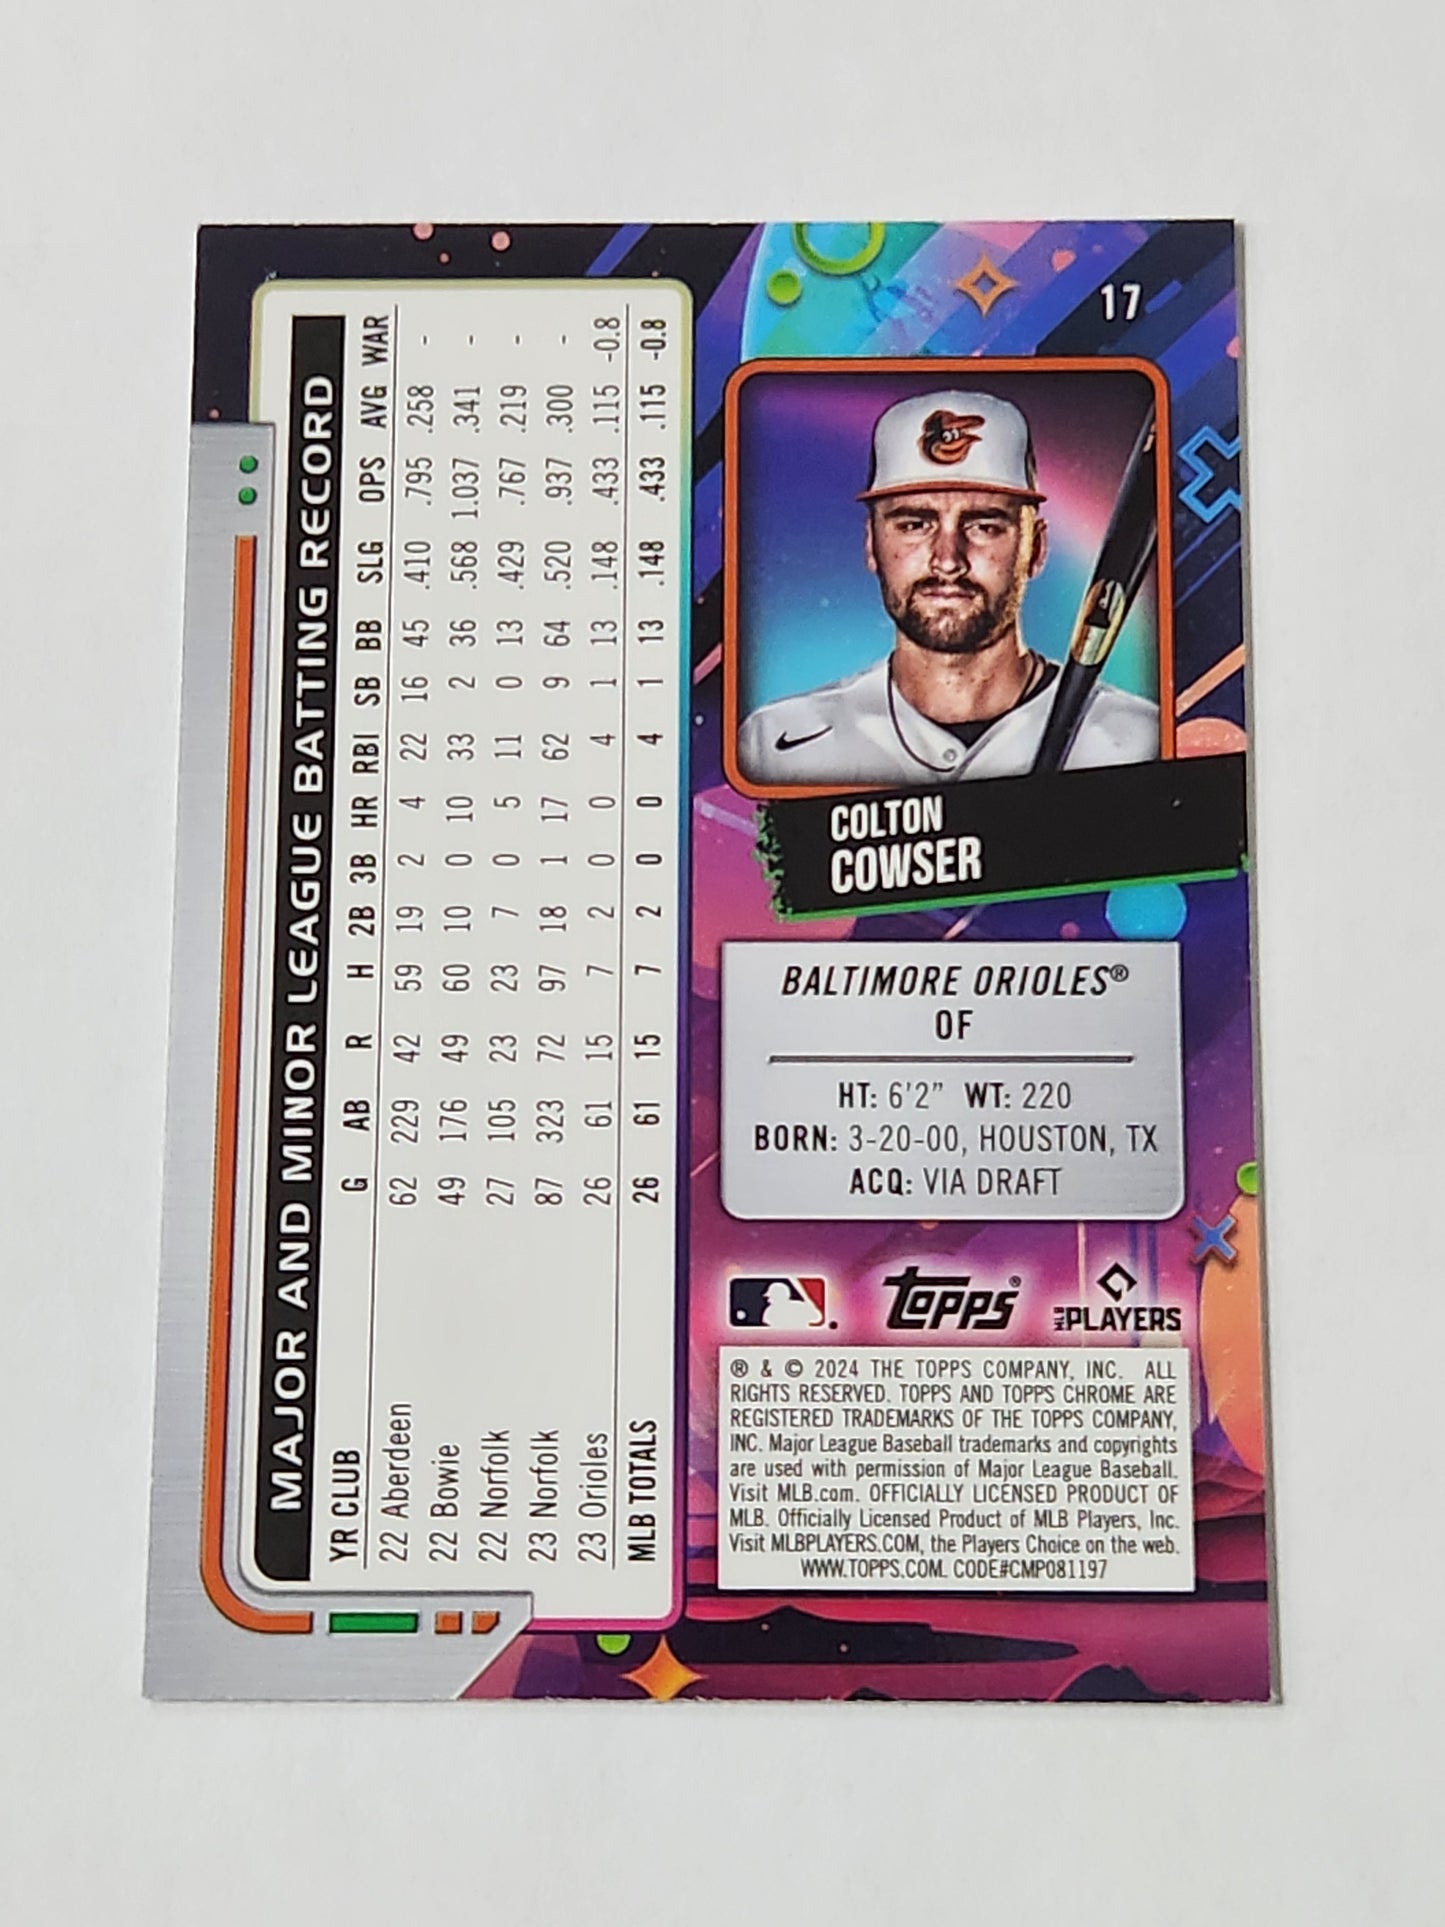 17
COLTON
COWSER
BALTIMORE ORIOLES®
OF
HT: 6'2" WT: 220
BORN: 3-20-00, HOUSTON, TX
ACQ: VIA DRAFT
topps®
MLB PLAYERS
® & © 2024 THE TOPPS COMPANY, INC. ALL
RIGHTS RESERVED. TOPPS AND TOPPS CHROME ARE
REGISTERED TRADEMARKS OF THE TOPPS COMPANY,
INC. Major League Baseball trademarks and copyrights
are used with permission of Major League Baseball.
Visit MLB.com. OFFICIALLY LICENSED PRODUCT OF
MLB. Officially Licensed Product of MLB Players, Inc.
Visit MLBPLAYERS.COM, the Players Choice on the web.
WWW.TOPPS.COM. CODE#CMP081197
MAJOR AND MINOR LEAGUE BATTING RECORD
YR CLUB G AB R H 2B 3B HR RBI SB BB SLG OPS AVG WAR
22 Aberdeen 62 229 42 59 19 2 4 22 16 45 .410 .795 .258 -
22 Bowie 49 176 49 60 10 0 10 33 2 36 .568 1.037 .341 -
22 Norfolk 27 105 23 23 7 0 5 11 0 13 .429 .767 .219 -
23 Norfolk 87 323 72 97 18 1 17 62 9 64 .520 .937 .300 -
23 Orioles 26 61 15 7 2 0 0 4 1 13 .148 .433 .115 -0.8
MLB TOTALS 26 61 15 7 2 0 0 4 1 13 .148 .433 .115 -0.8